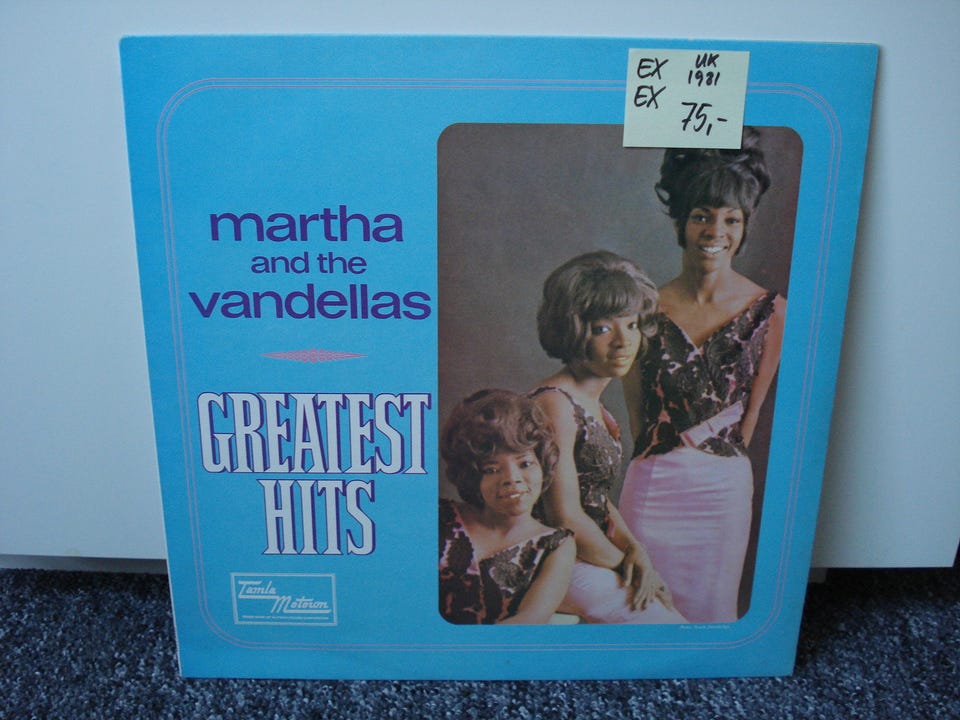 EX UK
1981
EX
75,-
martha
and the
vandellas
GREATEST
HITS
Tamla
Motown